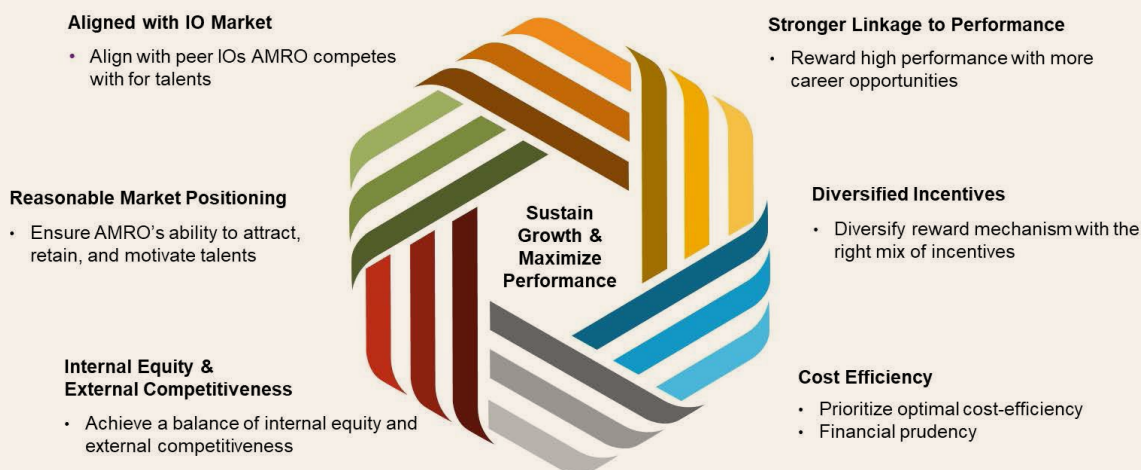 Aligned with IO Market
• Align with peer IOs AMRO competes
with for talents
Reasonable Market Positioning
• Ensure AMRO's ability to attract,
retain, and motivate talents
Internal Equity &
External Competitiveness
• Achieve a balance of internal equity and
external competitiveness
Sustain
Growth &
Maximize
Performance
Stronger Linkage to Performance
• Reward high performance with more
career opportunities
Diversified Incentives
• Diversify reward mechanism with the
right mix of incentives
Cost Efficiency
• Prioritize optimal cost-efficiency
• Financial prudency